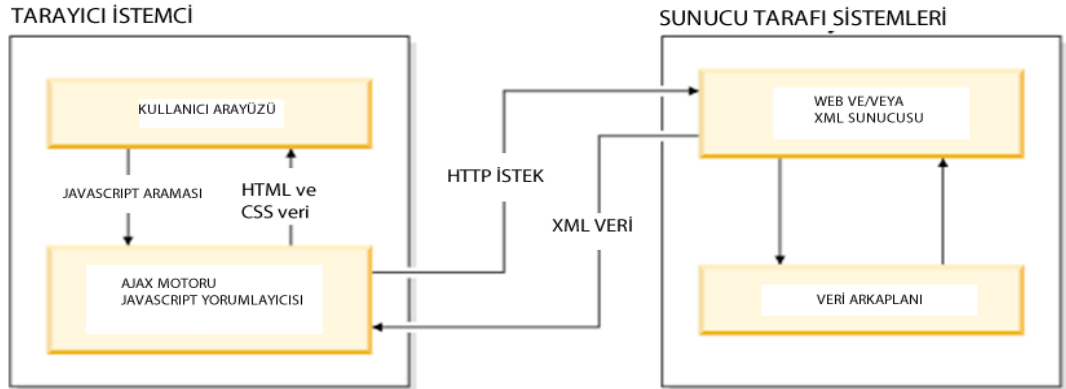 TARAYICI İSTEMCİ
KULLANICI ARAYÜZÜ
JAVASCRIPT ARAMASI
HTML ve
CSS veri
AJAX MOTORU
JAVASCRIPT YORUMLAYICISI
HTTP İSTEK
XML VERİ
SUNUCU TARAFI ŞİSTEMLERİ
WEB VE/VEYA
XML SUNUCUSU
VERİ ARKAPLANI